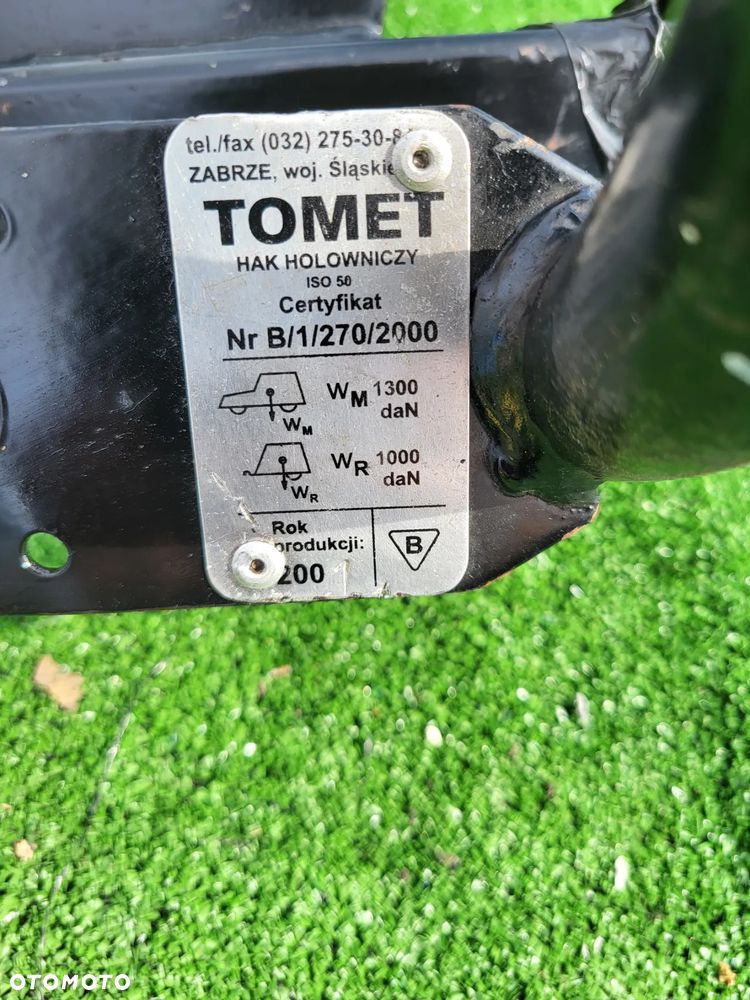 tel./fax (032) 275-30-8
ZABRZE, woj. Śląskie
TOMET
HAK HOLOWNICZY
ISO 50
Certyfikat
Nr B/1/270/2000
WM 1300 daN
WM
WR 1000 daN
WR
Rok
produkcji:
200
B
OTOMOTO